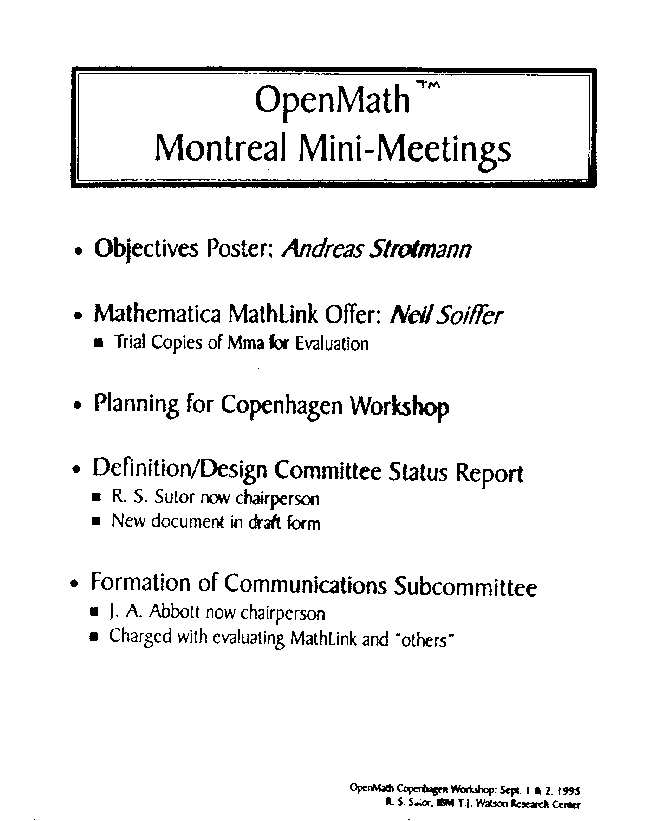 OpenMath™
Montreal Mini-Meetings
• Objectives Poster: Andreas Strotmann
• Mathematica MathLink Offer: Neil Soiffer
■ Trial Copies of Mma for Evaluation
• Planning for Copenhagen Workshop
• Definition/Design Committee Status Report
■ R. S. Sutor now chairperson
■ New document in draft form
• Formation of Communications Subcommittee
■ J. A. Abbott now chairperson
■ Charged with evaluating MathLink and "others"
OpenMath Copenhagen Workshop: Sept. 1 & 2, 1995
R. S. Sutor, IBM T.J. Watson Research Center